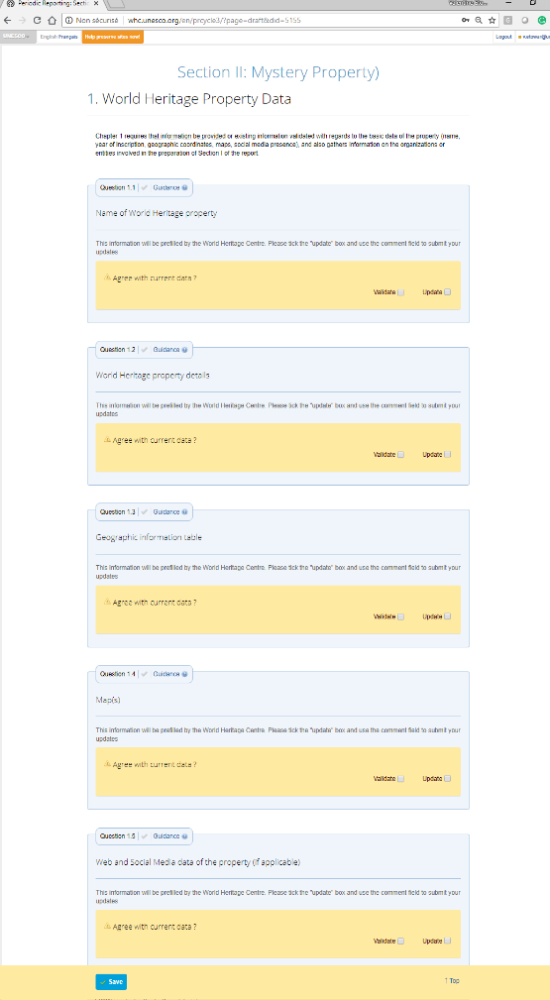 Periodic Reporting: Secti
Non sécurisé | whc.unesco.org/en/prcycle3/?page=draft&did=5155
UNESCO English Français Help preserve sites now! Logout
Section II: Mystery Property)
1. World Heritage Property Data
Chapter 1 requires that information be provided or existing information validated with regards to the basic data of the property (name,
year of inscription, geographic coordinates, maps, social media presence), and also gathers information on the organizations or
entities involved in the preparation of Section I of the report
Question 1.1 Guidance
Name of World Heritage property
This information will be prefilled by the World Heritage Centre. Please tick the "update" box and use the comment field to submit your
updates
Agree with current data ?
Validate Update
Question 1.2 Guidance
World Heritage property details
This information will be prefilled by the World Heritage Centre. Please tick the "update" box and use the comment field to submit your
updates
Agree with current data ?
Validate Update
Question 1.3 Guidance
Geographic information table
This information will be prefilled by the World Heritage Centre. Please tick the "update" box and use the comment field to submit your
updates
Agree with current data ?
Validate Update
Question 1.4 Guidance
Map(s)
This information will be prefilled by the World Heritage Centre. Please tick the "update" box and use the comment field to submit your
updates
Agree with current data ?
Validate Update
Question 1.5 Guidance
Web and Social Media data of the property (if applicable)
This information will be prefilled by the World Heritage Centre. Please tick the "update" box and use the comment field to submit your
updates
Agree with current data ?
Validate Update
Save ↑ Top